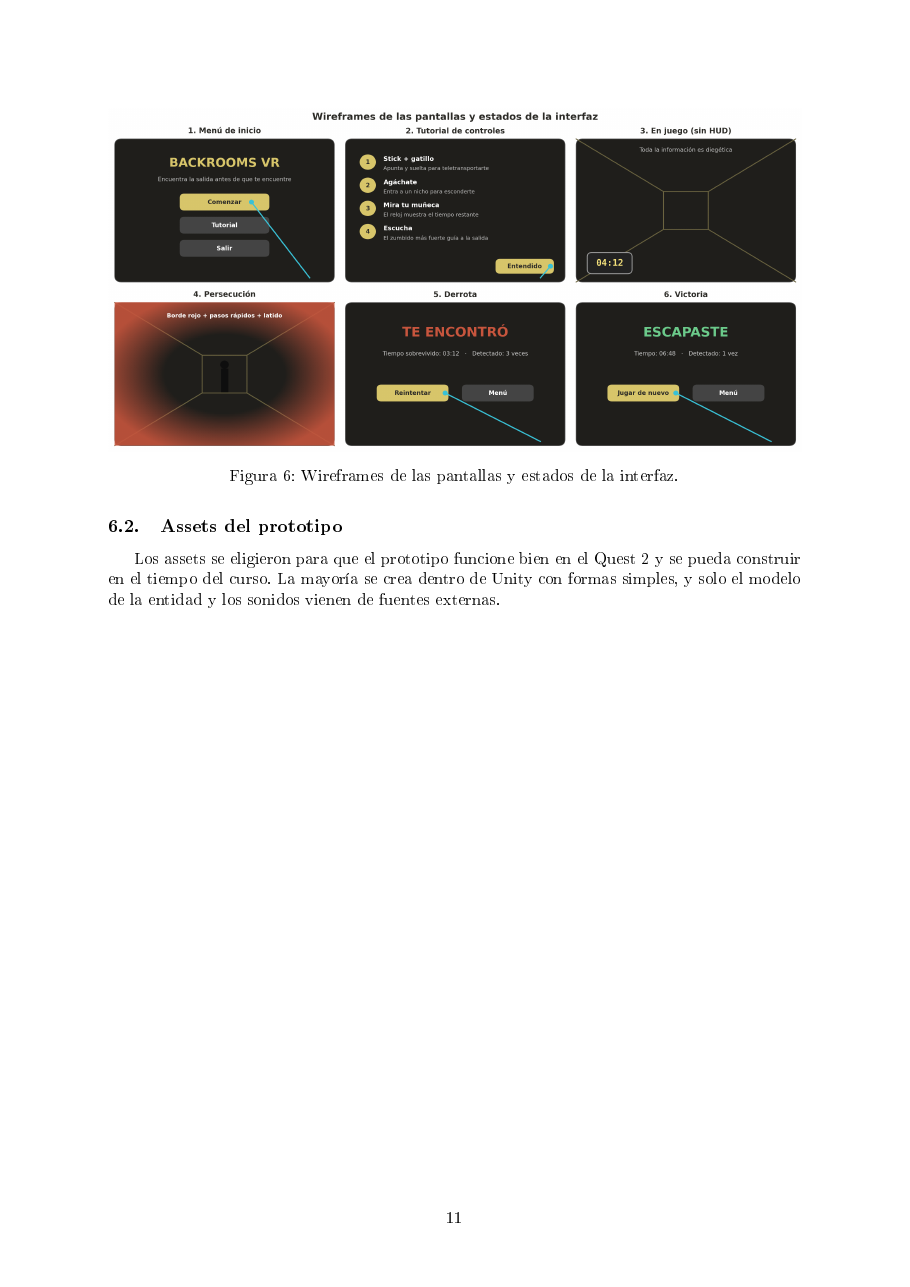 Wireframes de las pantallas y estados de la interfaz
1. Menú de inicio
BACKROOMS VR
Encuentra la salida antes de que te encuentre
Comenzar
Tutorial
Salir
2. Tutorial de controles
1 Stick + gatillo
Apunta y suelta para teletransportarte
2 Agáchate
Entra a un nicho para esconderte
3 Mira tu muñeca
El reloj muestra el tiempo restante
4 Escucha
El zumbido más fuerte guía a la salida
Entendido
3. En juego (sin HUD)
Toda la información es diegética
04:12
4. Persecución
Borde rojo + pasos rápidos + latido
5. Derrota
TE ENCONTRÓ
Tiempo sobrevivido: 03:12 · Detectado: 3 veces
Reintentar Menú
6. Victoria
ESCAPASTE
Tiempo: 06:48 · Detectado: 1 vez
Jugar de nuevo Menú
Figura 6: Wireframes de las pantallas y estados de la interfaz.
6.2. Assets del prototipo
Los assets se eligieron para que el prototipo funcione bien en el Quest 2 y se pueda construir
en el tiempo del curso. La mayoría se crea dentro de Unity con formas simples, y solo el modelo
de la entidad y los sonidos vienen de fuentes externas.
11